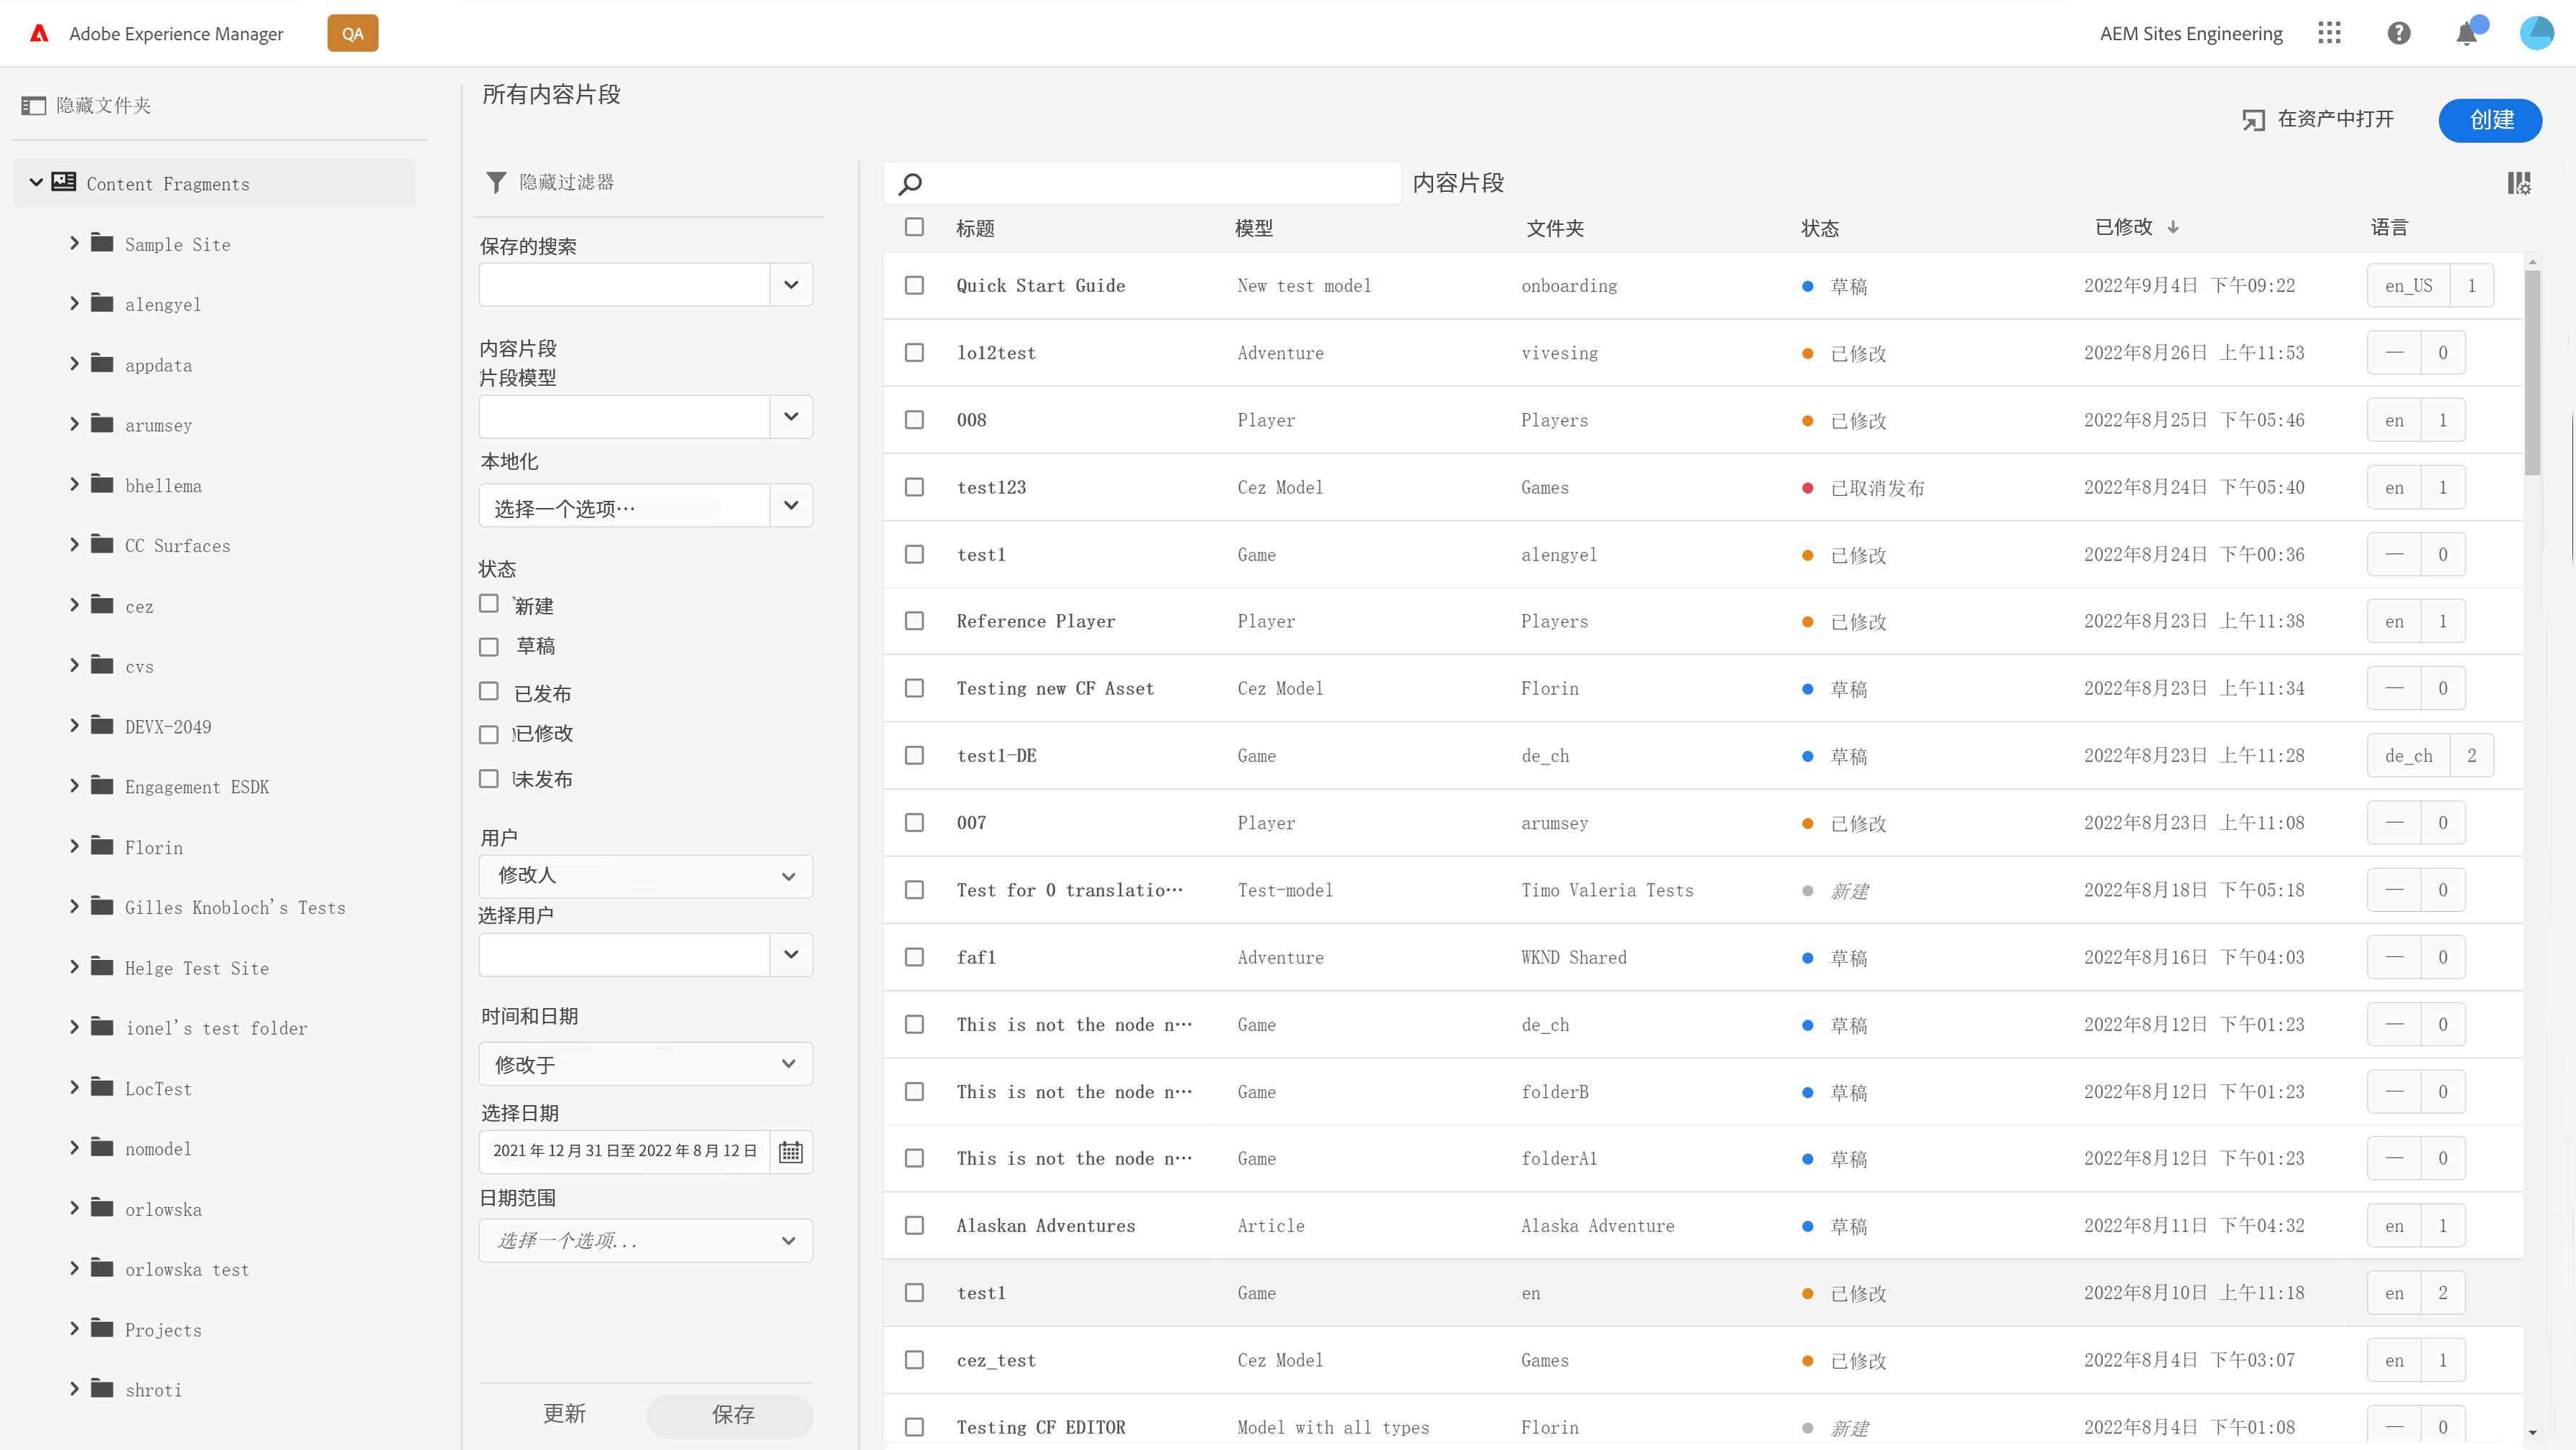 Adobe Experience Manager
QA
AEM Sites Engineering
隐藏文件夹
Content Fragments
Sample Site
alengyel
appdata
arumsey
bhellema
CC Surfaces
cez
cvs
DEVX-2049
Engagement ESDK
Florin
Gilles Knobloch's Tests
Helge Test Site
ionel's test folder
LocTest
nomodel
orlowska
orlowska test
Projects
shroti
所有内容片段
在资产中打开
创建
隐藏过滤器
保存的搜索
内容片段
片段模型
本地化
选择一个选项…
状态
新建
草稿
已发布
已修改
未发布
用户
修改人
选择用户
时间和日期
修改于
选择日期
2021 年 12 月 31 日至 2022 年 8 月 12 日
日期范围
选择一个选项...
更新
保存
内容片段
标题 模型 文件夹 状态 已修改 语言
Quick Start Guide New test model onboarding 草稿 2022年9月4日 下午09:22 en_US 1
lo12test Adventure vivesing 已修改 2022年8月26日 上午11:53 — 0
008 Player Players 已修改 2022年8月25日 下午05:46 en 1
test123 Cez Model Games 已取消发布 2022年8月24日 下午05:40 en 1
test1 Game alengyel 已修改 2022年8月24日 下午00:36 — 0
Reference Player Player Players 已修改 2022年8月23日 上午11:38 en 1
Testing new CF Asset Cez Model Florin 草稿 2022年8月23日 上午11:34 — 0
test1-DE Game de_ch 草稿 2022年8月23日 上午11:28 de_ch 2
007 Player arumsey 已修改 2022年8月23日 上午11:08 — 0
Test for 0 translatio… Test-model Timo Valeria Tests 新建 2022年8月18日 下午05:18 — 0
faf1 Adventure WKND Shared 草稿 2022年8月16日 下午04:03 — 0
This is not the node n… Game de_ch 草稿 2022年8月12日 下午01:23 — 0
This is not the node n… Game folderB 草稿 2022年8月12日 下午01:23 — 0
This is not the node n… Game folderA1 草稿 2022年8月12日 下午01:23 — 0
Alaskan Adventures Article Alaska Adventure 草稿 2022年8月11日 下午04:32 en 1
test1 Game en 已修改 2022年8月10日 上午11:18 en 2
cez_test Cez Model Games 已修改 2022年8月4日 下午03:07 en 1
Testing CF EDITOR Model with all types Florin 新建 2022年8月4日 下午01:08 — 0